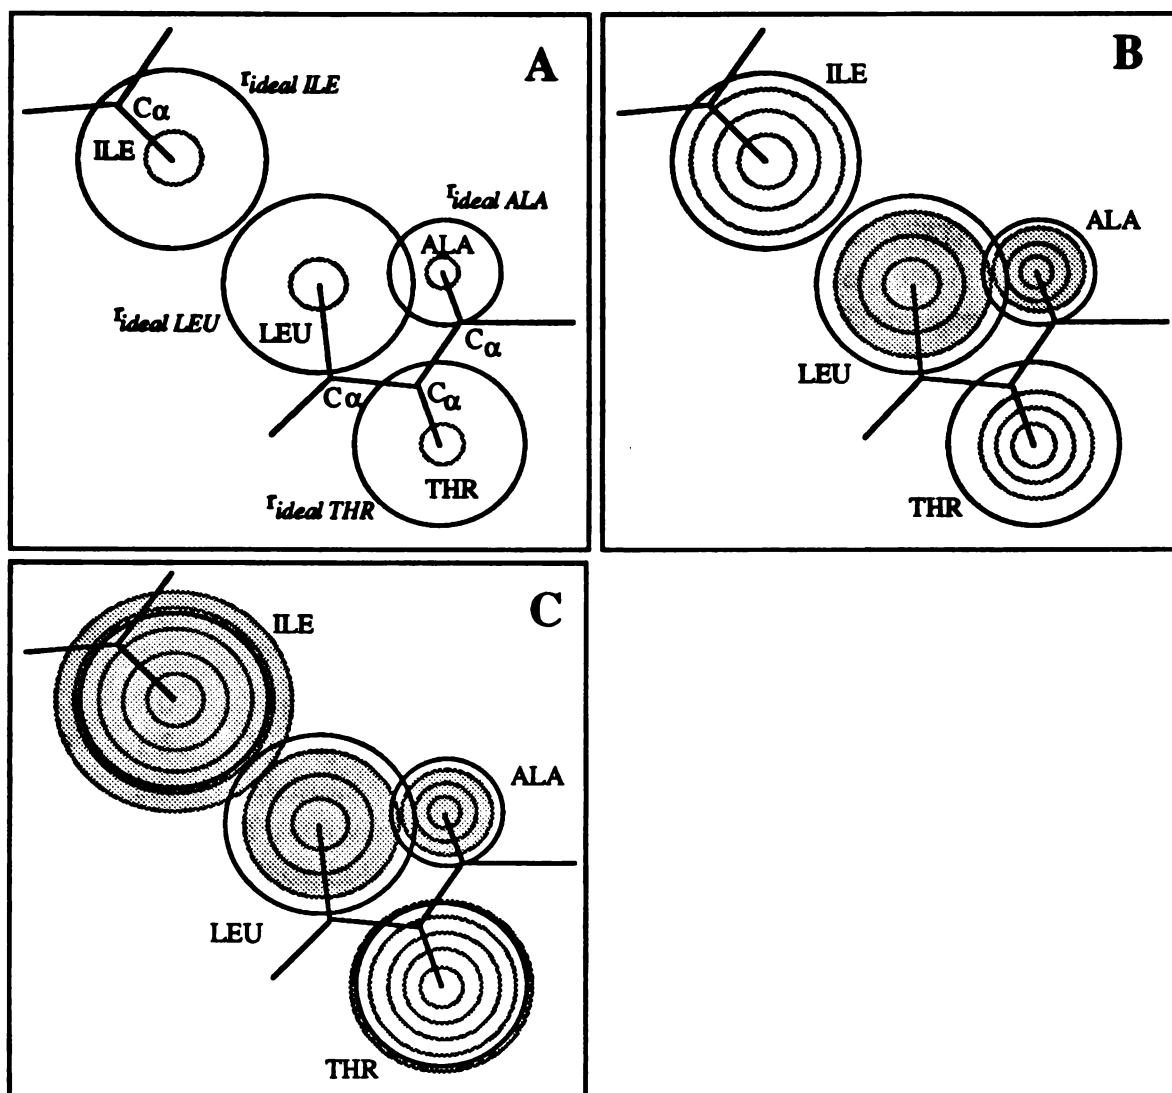 A
r ideal ILE
Cα
ILE
r ideal ALA
ALA
r ideal LEU
LEU
Cα
Cα
Cα
THR
r ideal THR
B
ILE
ALA
LEU
THR
C
ILE
ALA
LEU
THR